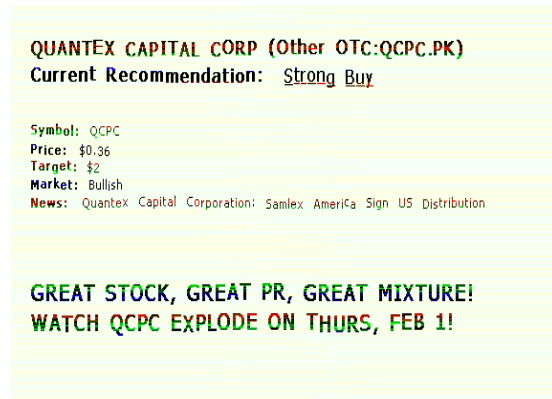 QUANTEX CAPITAL CORP (Other OTC:QCPC.PK)
Current Recommendation: Strong Buy
Symbol: QCPC
Price: $0.36
Target: $2
Market: Bullish
News: Quantex Capital Corporation: Samlex America Sign US Distribution
GREAT STOCK, GREAT PR, GREAT MIXTURE!
WATCH QCPC EXPLODE ON THURS, FEB 1!